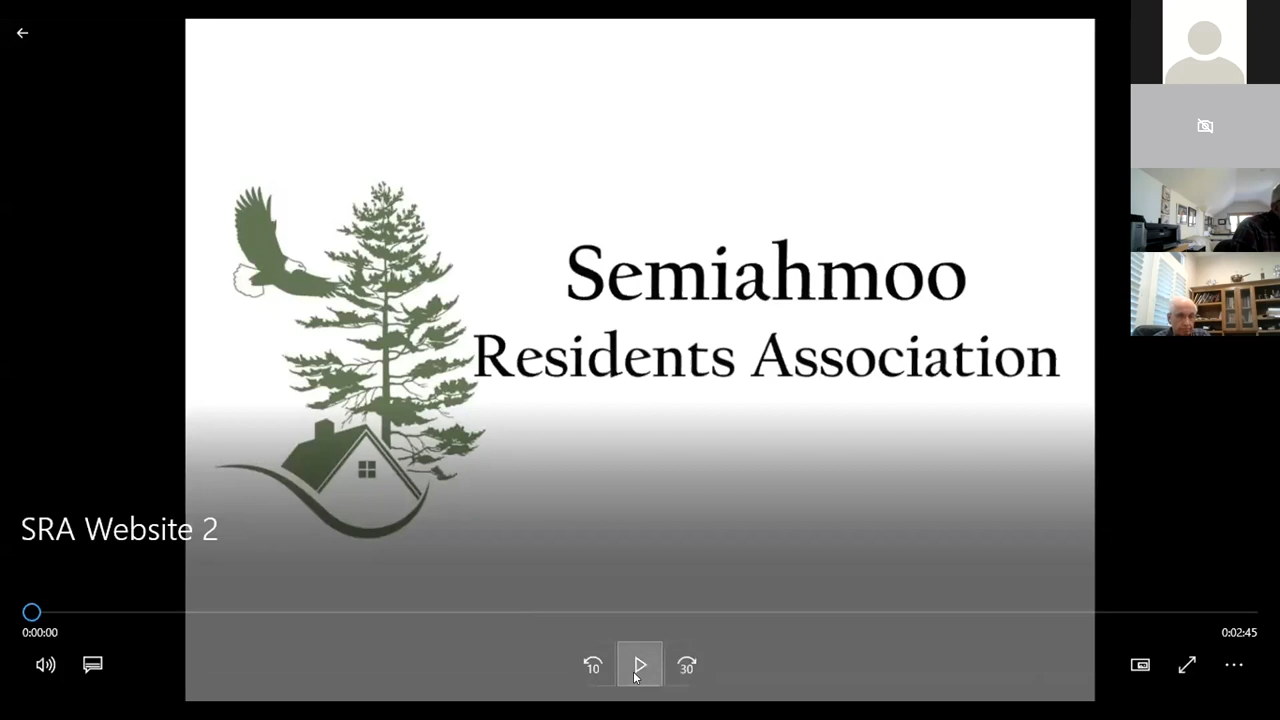 Semiahmoo
Residents Association
SRA Website 2
0:00:00
0:02:45
10
30